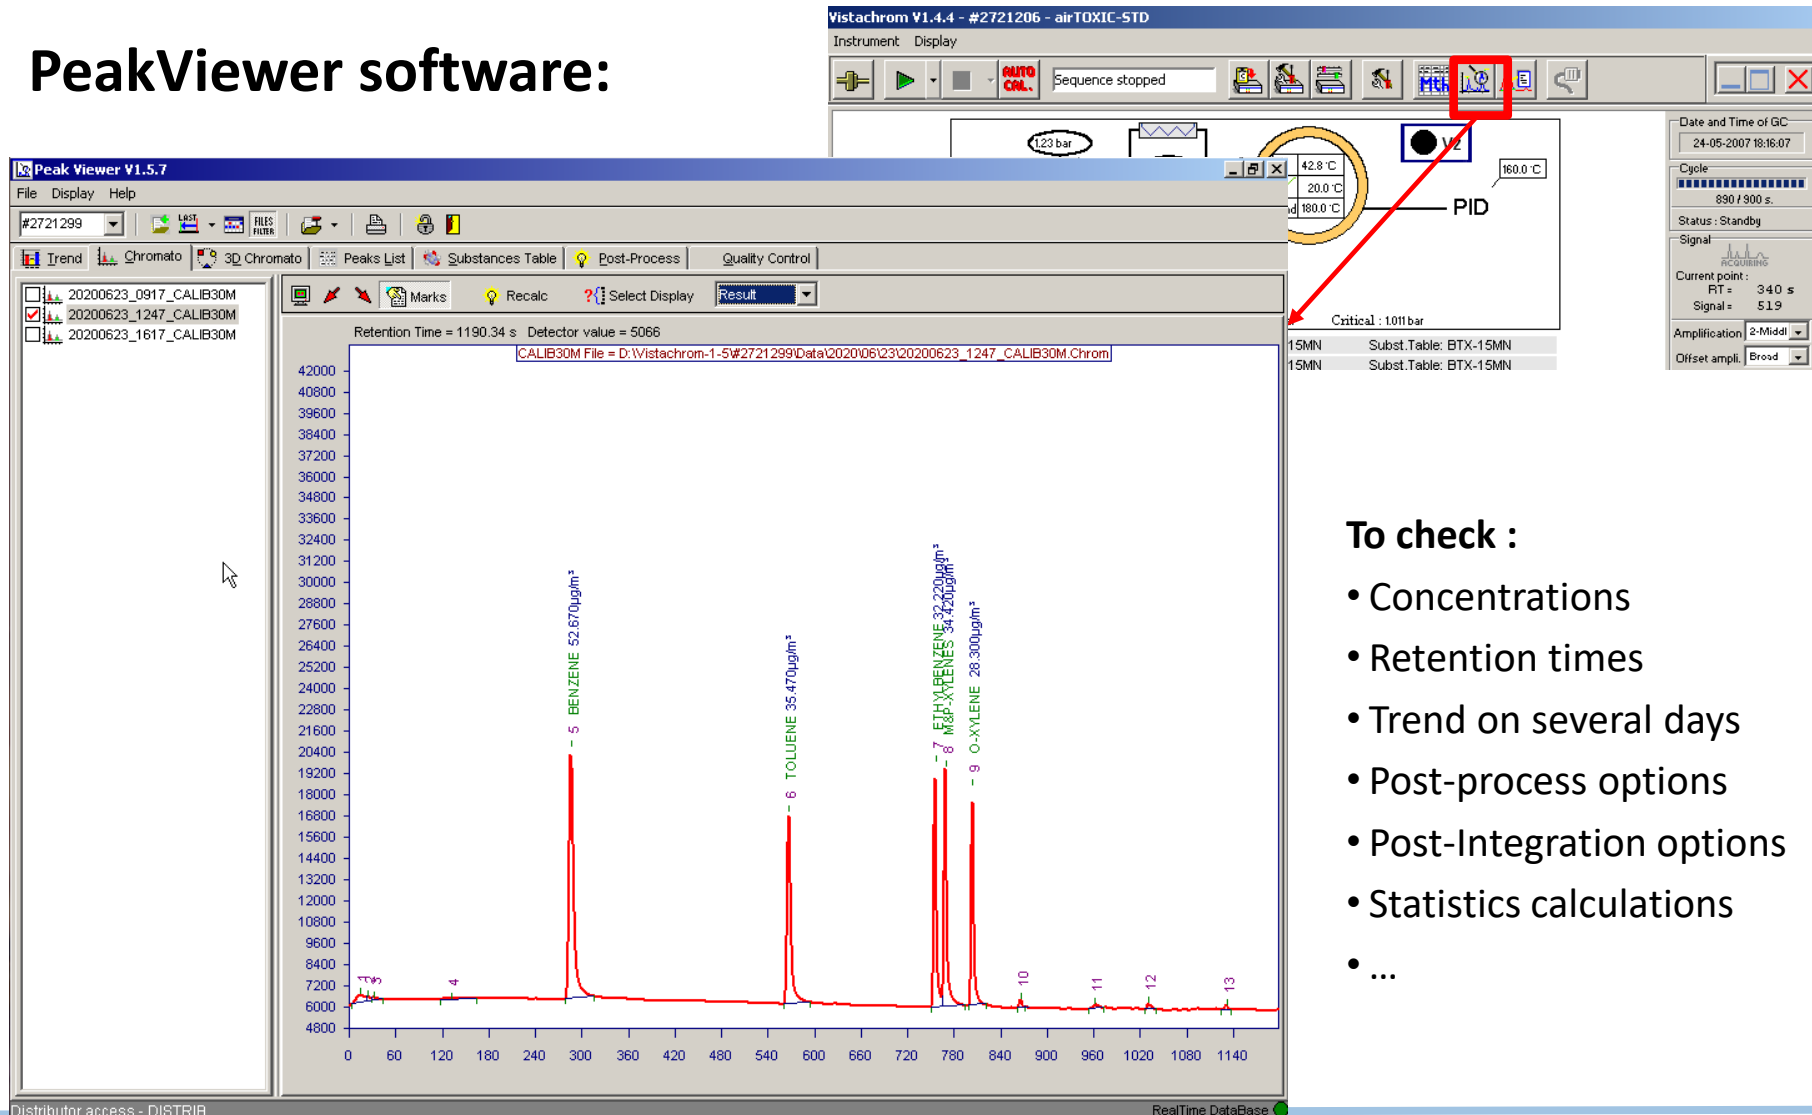 PeakViewer software:
Vistachrom V1.4.4 - #2721206 - airTOXIC-STD
Instrument Display
AUTO CAL. Sequence stopped Mth
1.23 bar
V2
42.8 °C
20.0 °C
180.0 °C
160.0 °C
PID
Critical : 1.011 bar
15MN Subst.Table: BTX-15MN
15MN Subst.Table: BTX-15MN
Date and Time of GC
24-05-2007 18:16:07
Cycle
890 / 900 s.
Status : Standby
Signal
ACQUIRING
Current point :
RT = 340 s
Signal = 519
Amplification 2-Middl
Offset ampli. Broad
Peak Viewer V1.5.7
File Display Help
#2721299 LAST FILES FILTER
Trend Chromato 3D Chromato Peaks List Substances Table Post-Process Quality Control
20200623_0917_CALIB30M
20200623_1247_CALIB30M
20200623_1617_CALIB30M
Marks Recalc ?{} Select Display Result
Retention Time = 1190.34 s Detector value = 5066
CALIB30M File = D:\Vistachrom-1-5\#2721299\Data\2020\06\23\20200623_1247_CALIB30M.Chrom
42000
40800
39600
38400
37200
36000
34800
33600
32400
31200
30000
28800
27600
26400
25200
24000
22800
21600
20400
19200
18000
16800
15600
14400
13200
12000
10800
9600
8400
7200
6000
4800
1
2
3
4
5 BENZENE 52.670µg/m³
6 TOLUENE 35.470µg/m³
7 ETHYLBENZENE 32.220µg/m³
8 M&P-XYLENES 34.420µg/m³
9 O-XYLENE 28.300µg/m³
10
11
12
13
0 60 120 180 240 300 360 420 480 540 600 660 720 780 840 900 960 1020 1080 1140
Distributor access - DISTRIB
RealTime DataBase
To check :
• Concentrations
• Retention times
• Trend on several days
• Post-process options
• Post-Integration options
• Statistics calculations
• ...